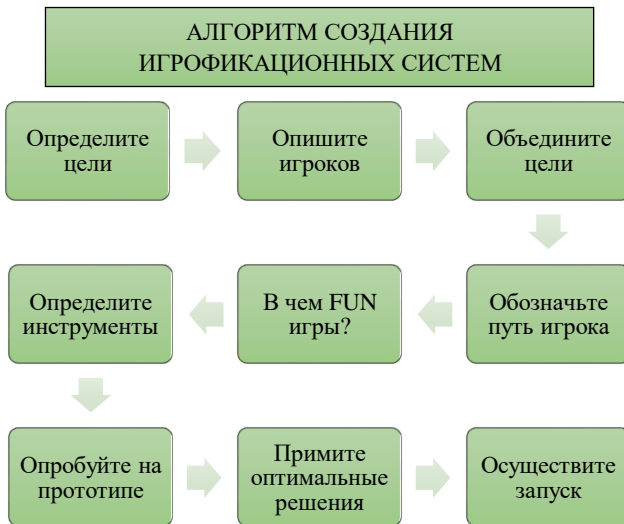 АЛГОРИТМ СОЗДАНИЯ
ИГРОФИКАЦИОННЫХ СИСТЕМ
Определите
цели
Опишите
игроков
Объедините
цели
Обозначьте
путь игрока
В чем FUN
игры?
Определите
инструменты
Опробуйте на
прототипе
Примите
оптимальные
решения
Осуществите
запуск